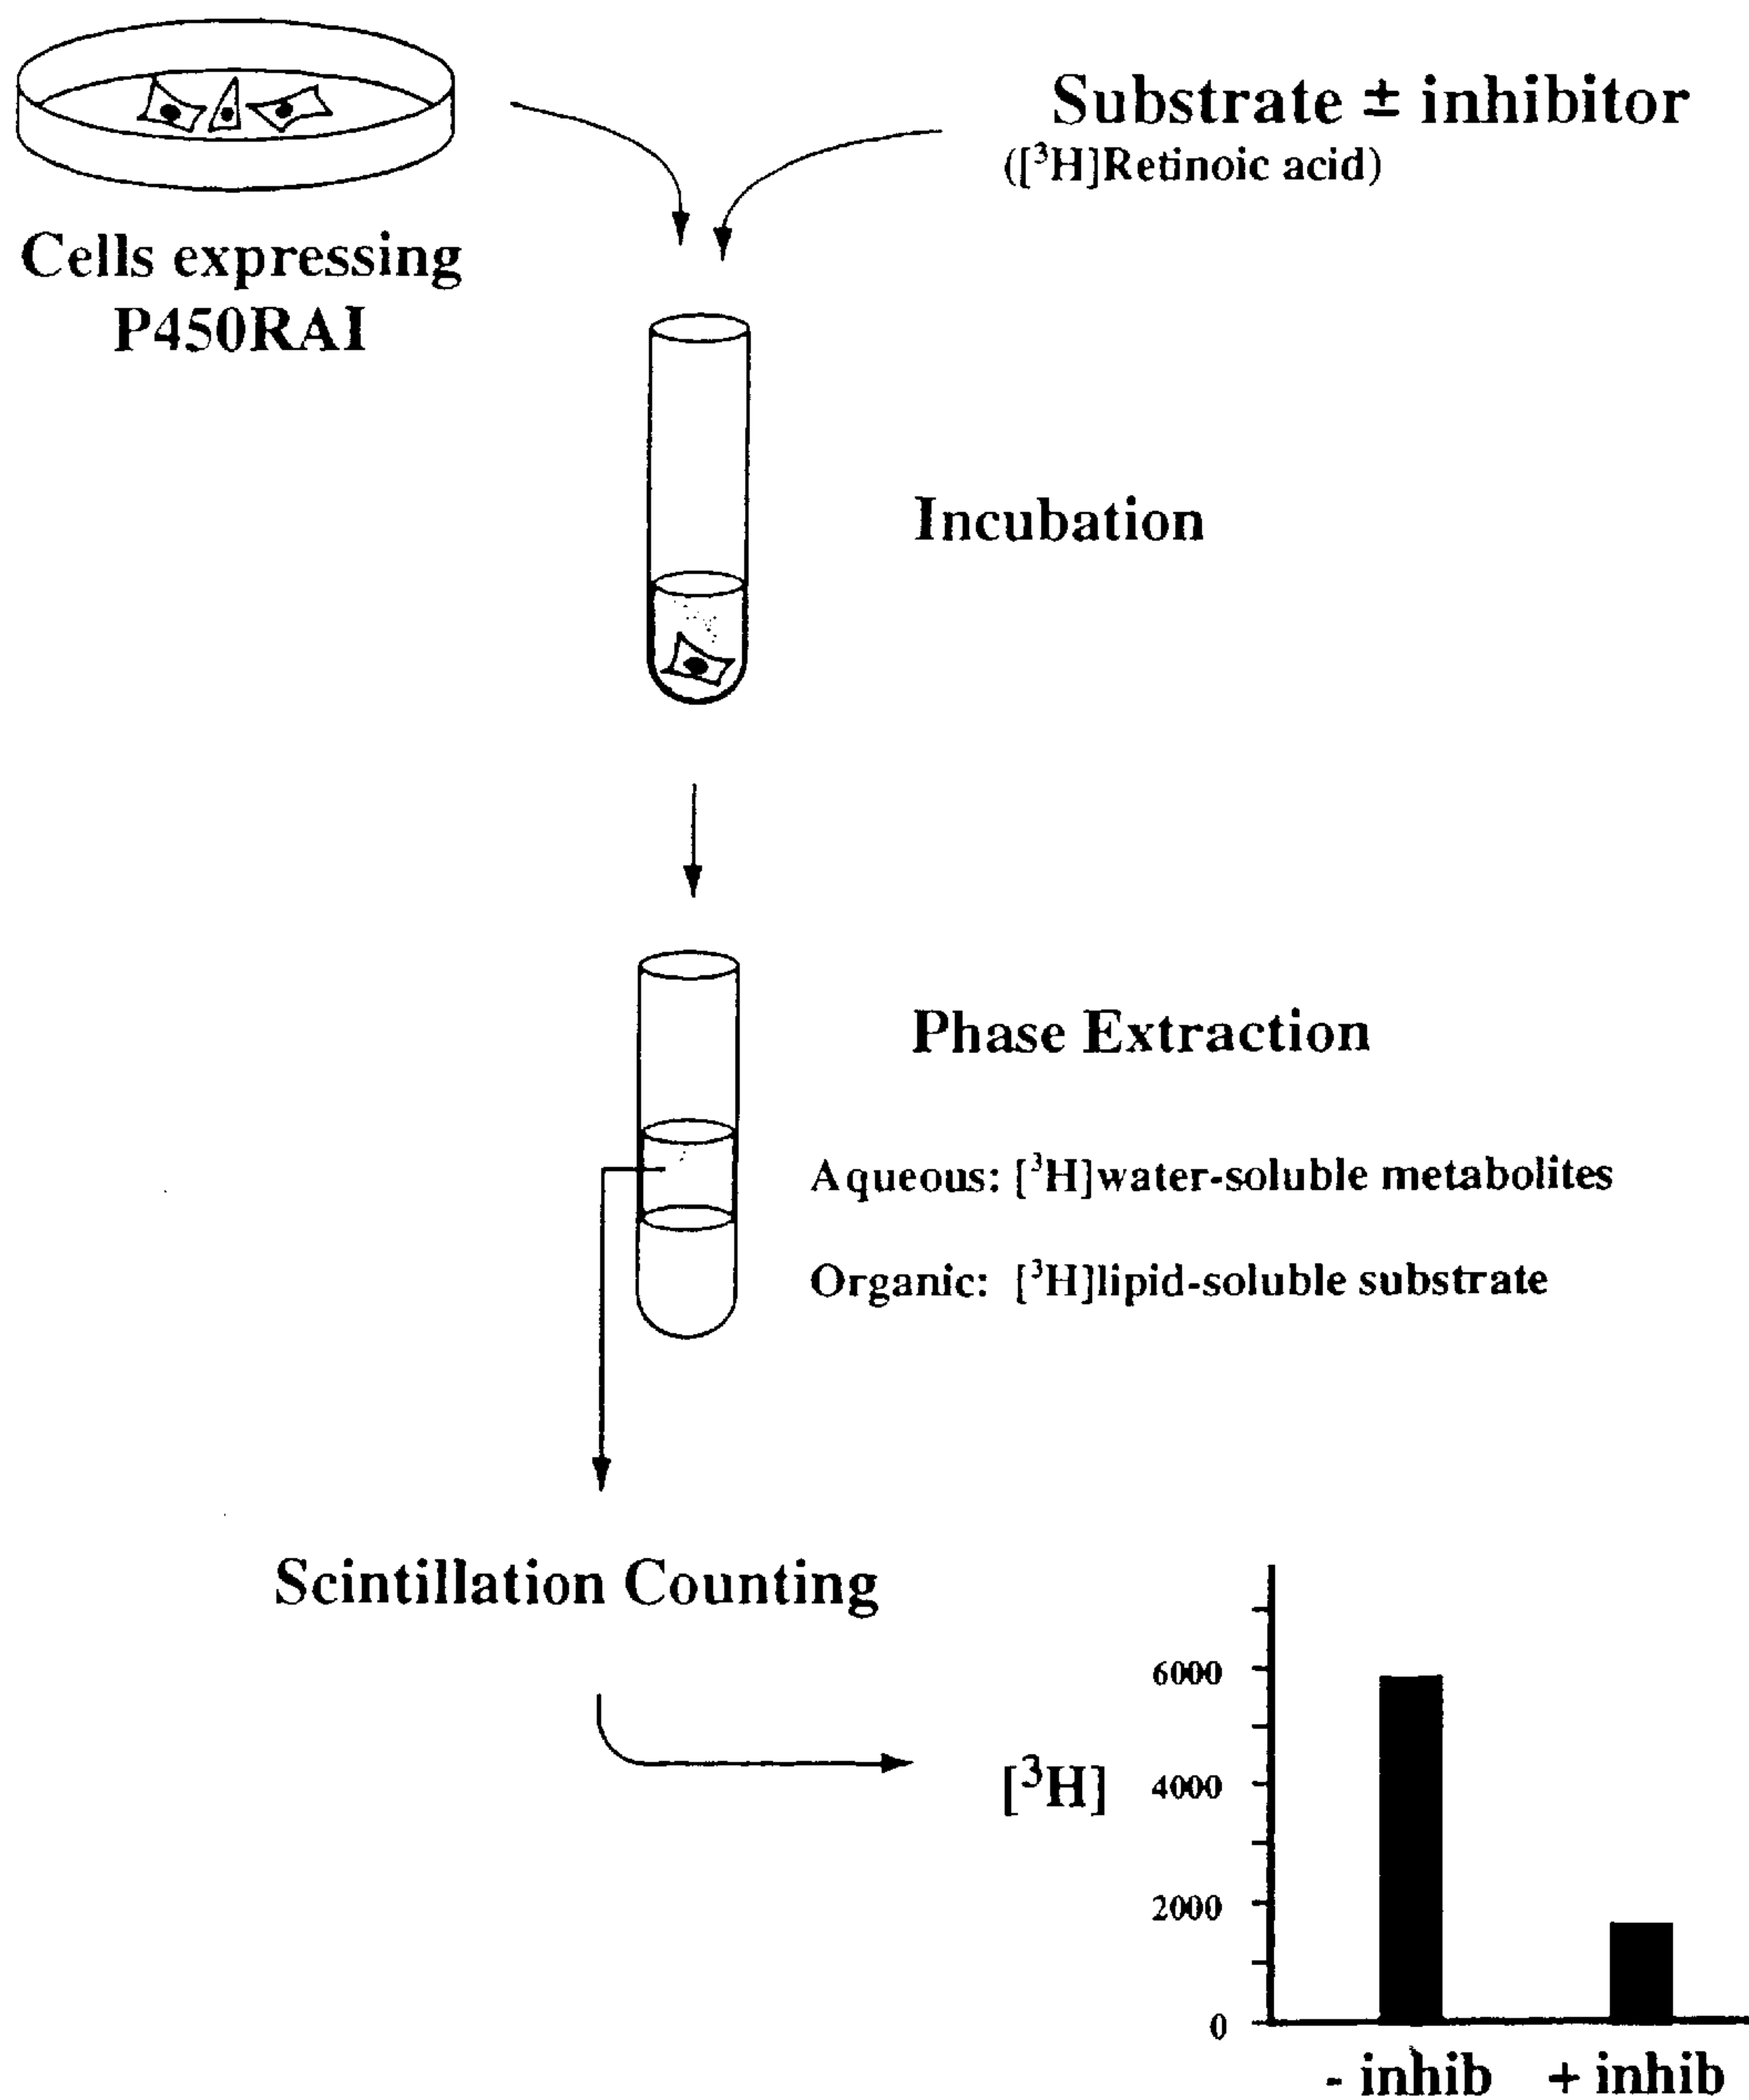 Substrate ± inhibitor
([³H]Retinoic acid)
Cells expressing
P450RAI
Incubation
Phase Extraction
Aqueous: [³H]water-soluble metabolites
Organic: [³H]lipid-soluble substrate
Scintillation Counting
[³H]
6000
4000
2000
0
- inhib + inhib